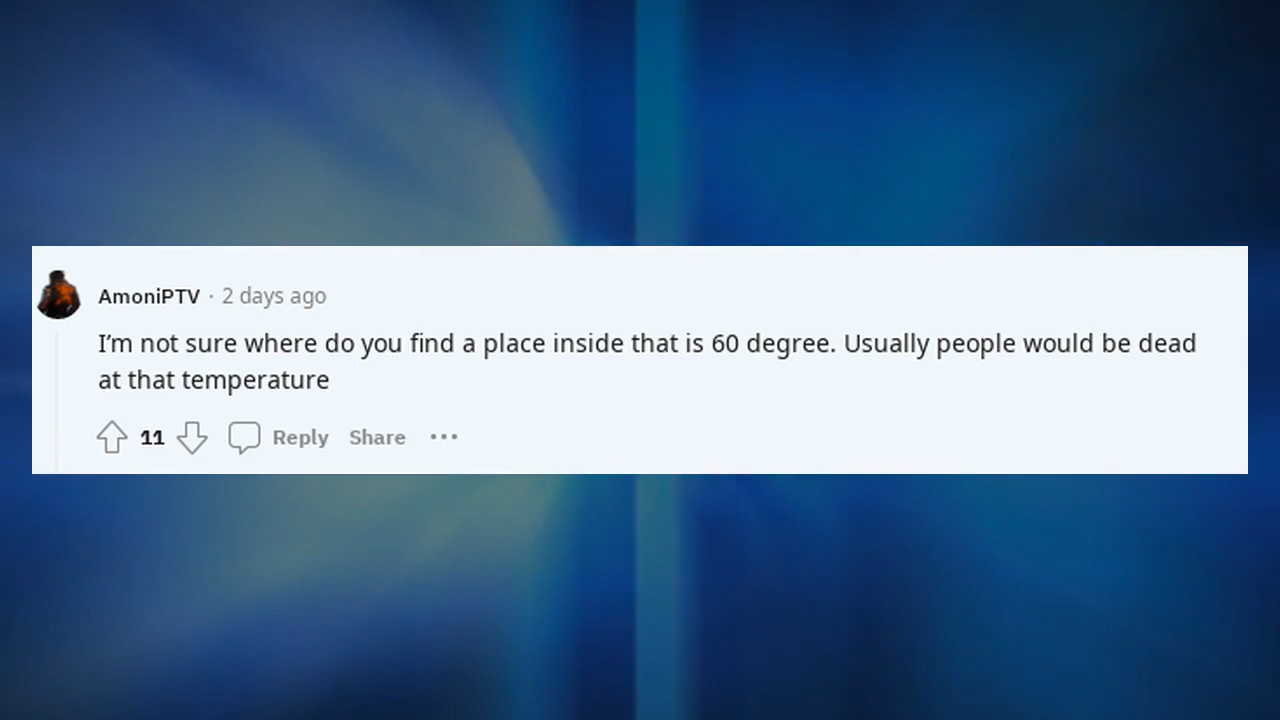 AmoniPTV · 2 days ago
I'm not sure where do you find a place inside that is 60 degree. Usually people would be dead
at that temperature
11 Reply Share ···